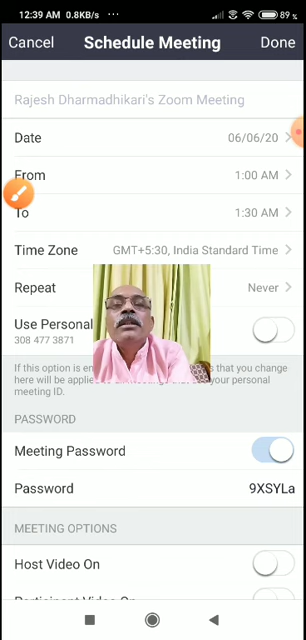 12:39 AM 0.8KB/s ··· 89 %
Cancel Schedule Meeting Done
Rajesh Dharmadhikari's Zoom Meeting
Date 06/06/20
From 1:00 AM
To 1:30 AM
Time Zone GMT+5:30, India Standard Time
Repeat Never
Use Personal
308 477 3871
If this option is en s that you change
here will be applie your personal
meeting ID.
PASSWORD
Meeting Password
Password 9XSYLa
MEETING OPTIONS
Host Video On
Participant Video On